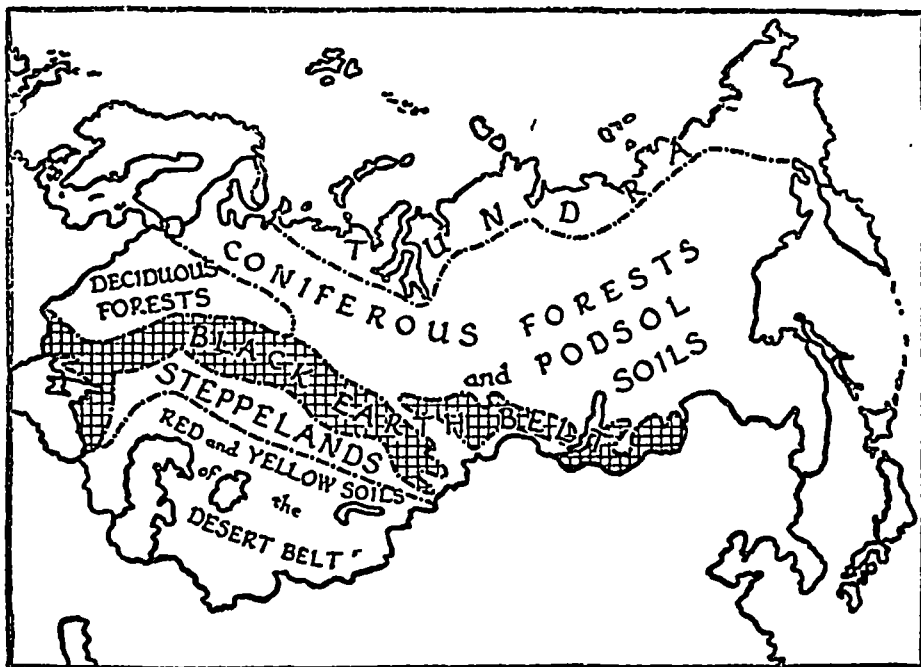 TUNDRA
CONIFEROUS FORESTS
and PODSOL
SOILS
DECIDUOUS
FORESTS
BLACK EARTH BELT
STEPPELANDS
RED and YELLOW SOILS
of the
DESERT BELT